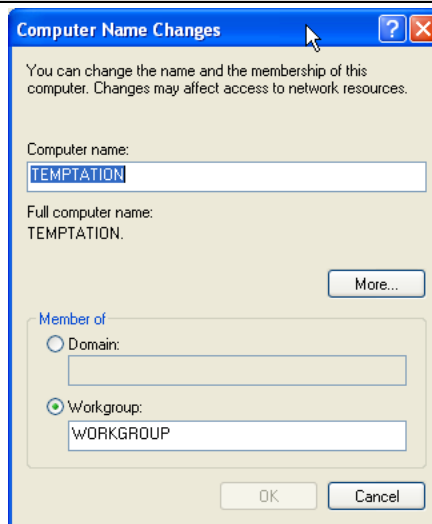 Computer Name Changes
You can change the name and the membership of this
computer. Changes may affect access to network resources.
Computer name:
TEMPTATION
Full computer name:
TEMPTATION.
More...
Member of
Domain:
Workgroup:
WORKGROUP
OK Cancel